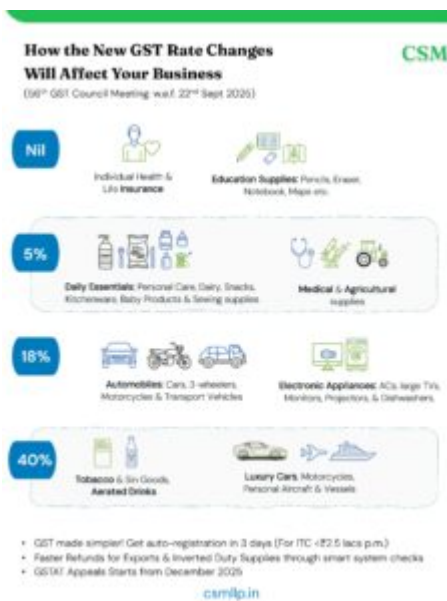 How the New GST Rate Changes
Will Affect Your Business
CSM
(56th GST Council Meeting w.e.f. 22nd Sept 2025)
Nil
Individual Health &
Life Insurance
Education Supplies: Pencils, Eraser,
Notebook, Maps etc.
5%
Daily Essentials: Personal Care, Dairy, Snacks,
Kitchenware, Baby Products & Sewing supplies
Medical & Agricultural
supplies
18%
Automobiles: Cars, 3-wheelers,
Motorcycles & Transport Vehicles
Electronic Appliances: ACs, large TVs,
Monitors, Projectors, & Dishwashers.
40%
Tobacco & Sin Goods,
Aerated Drinks
Luxury Cars, Motorcycles,
Personal Aircraft & Vessels
• GST made simpler! Get auto-registration in 3 days (For ITC <₹2.5 lacs p.m.)
• Faster Refunds for Exports & Inverted Duty Supplies through smart system checks
• GSTAT Appeals Starts from December 2025
csmllp.in